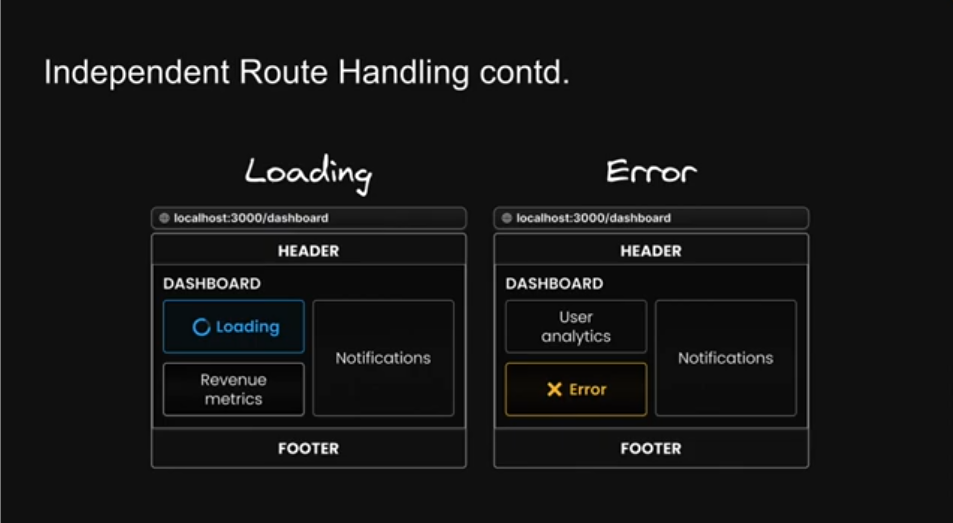 Independent Route Handling contd.
Loading
localhost:3000/dashboard
HEADER
DASHBOARD
Loading
Revenue
metrics
Notifications
FOOTER
Error
localhost:3000/dashboard
HEADER
DASHBOARD
User
analytics
Error
Notifications
FOOTER